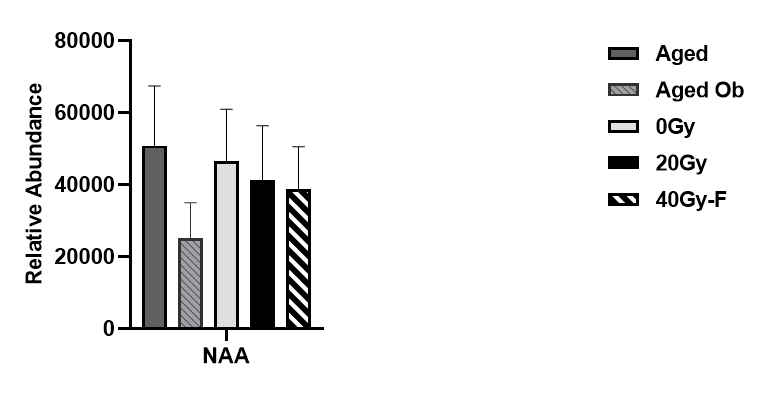 Relative Abundance
80000
60000
40000
20000
0
NAA
Aged
Aged Ob
0Gy
20Gy
40Gy-F